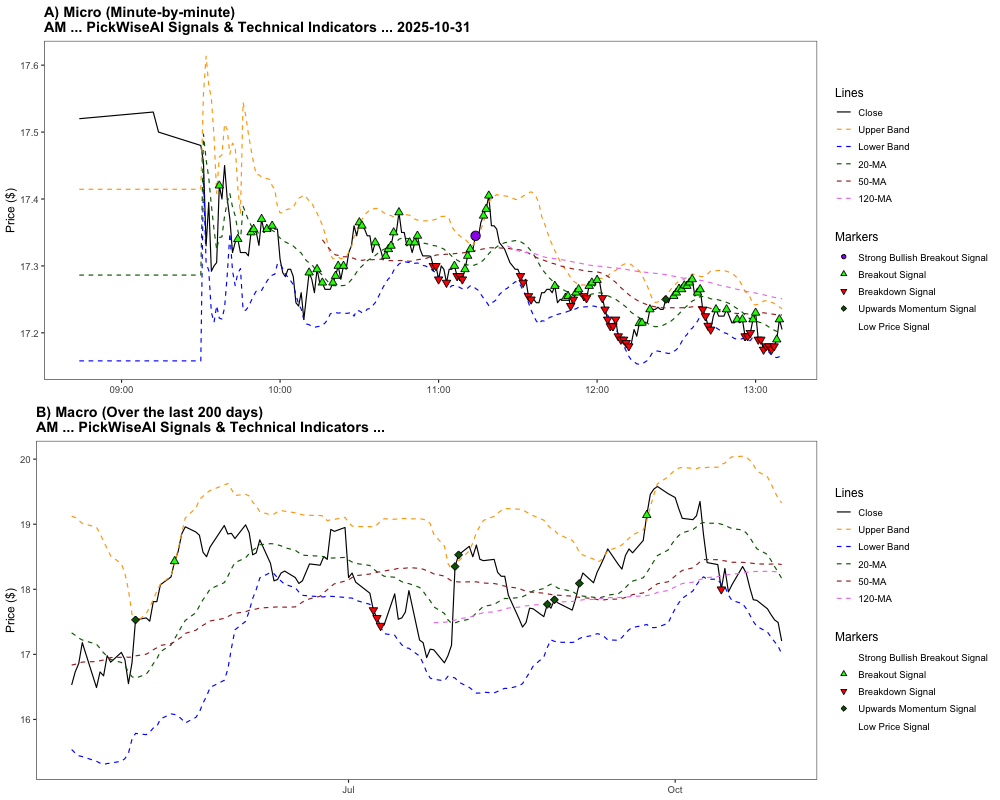 A) Micro (Minute-by-minute)
AM ... PickWiseAI Signals & Technical Indicators ... 2025-10-31
17.6
17.5
17.4
17.3
17.2
Price ($)
09:00
10:00
11:00
12:00
13:00
Lines
Close
Upper Band
Lower Band
20-MA
50-MA
120-MA
Markers
Strong Bullish Breakout Signal
Breakout Signal
Breakdown Signal
Upwards Momentum Signal
Low Price Signal
B) Macro (Over the last 200 days)
AM ... PickWiseAI Signals & Technical Indicators ...
20
19
18
17
16
Price ($)
Jul
Oct
Lines
Close
Upper Band
Lower Band
20-MA
50-MA
120-MA
Markers
Strong Bullish Breakout Signal
Breakout Signal
Breakdown Signal
Upwards Momentum Signal
Low Price Signal